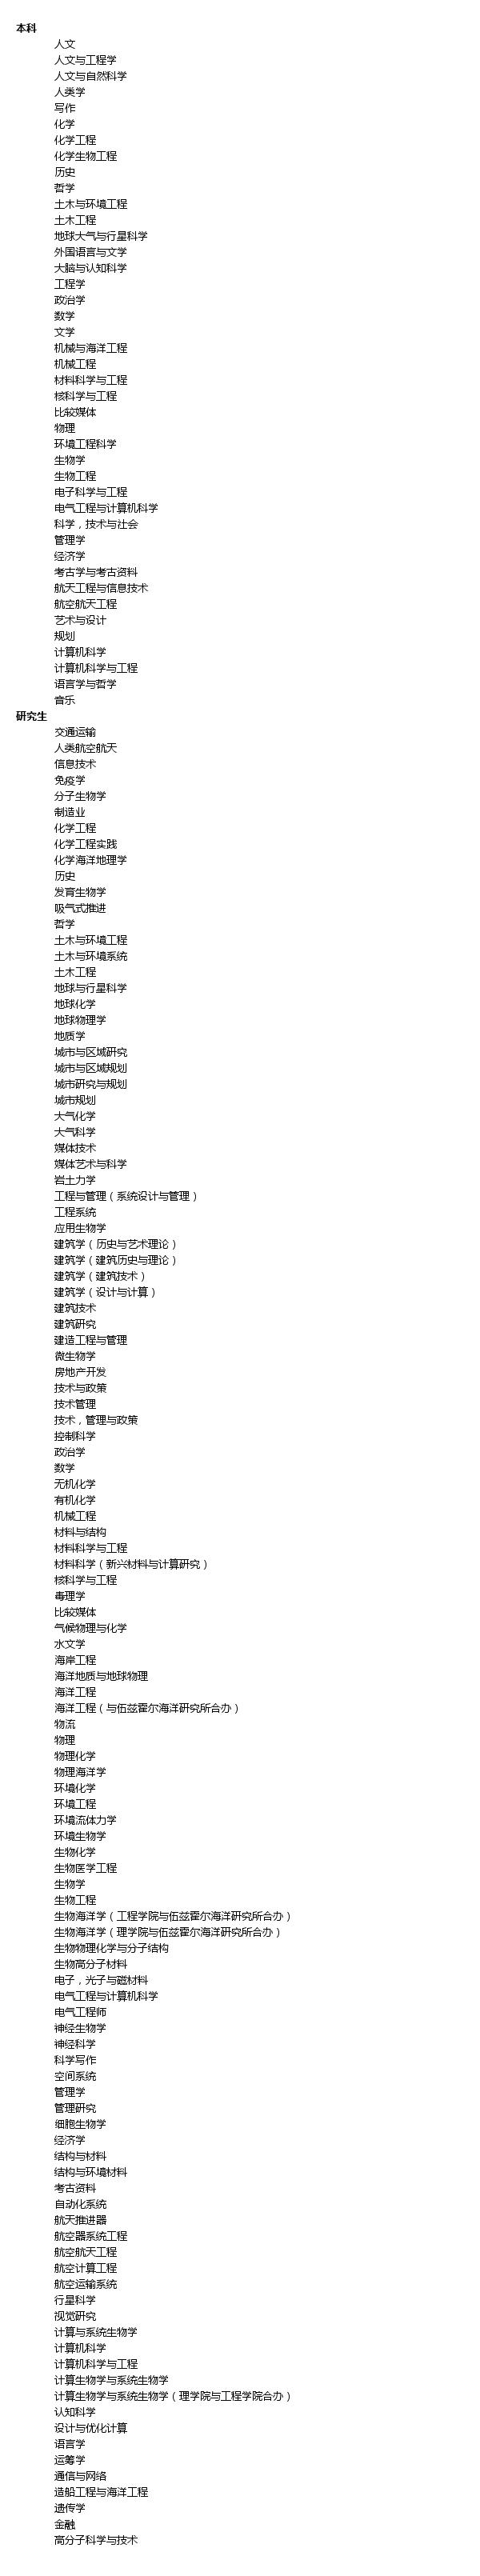 本科
人文
人文与工程学
人文与自然科学
人类学
写作
化学
化学工程
化学生物工程
历史
哲学
土木与环境工程
土木工程
地球大气与行星科学
外国语言与文学
大脑与认知科学
工程学
政治学
数学
文学
机械与海洋工程
机械工程
材料科学与工程
核科学与工程
比较媒体
物理
环境工程科学
生物学
生物工程
电子科学与工程
电气工程与计算机科学
科学，技术与社会
管理学
经济学
考古学与考古资料
航天工程与信息技术
航空航天工程
艺术与设计
规划
计算机科学
计算机科学与工程
语言学与哲学
音乐
研究生
交通运输
人类航空航天
信息技术
免疫学
分子生物学
制造业
化学工程
化学工程实践
化学海洋地理学
历史
发育生物学
吸气式推进
哲学
土木与环境工程
土木与环境系统
土木工程
地球与行星科学
地球化学
地球物理学
地质学
城市与区域研究
城市与区域规划
城市研究与规划
城市规划
大气化学
大气科学
媒体技术
媒体艺术与科学
岩土力学
工程与管理（系统设计与管理）
工程系统
应用生物学
建筑学（历史与艺术理论）
建筑学（建筑历史与理论）
建筑学（建筑技术）
建筑学（设计与计算）
建筑技术
建筑研究
建造工程与管理
微生物学
房地产开发
技术与政策
技术管理
技术，管理与政策
控制科学
政治学
数学
无机化学
有机化学
机械工程
材料与结构
材料科学与工程
材料科学（新兴材料与计算研究）
核科学与工程
毒理学
比较媒体
气候物理与化学
水文学
海岸工程
海洋地质与地球物理
海洋工程
海洋工程（与伍兹霍尔海洋研究所合办）
物流
物理
物理化学
物理海洋学
环境化学
环境工程
环境流体力学
环境生物学
生物化学
生物医学工程
生物学
生物工程
生物海洋学（工程学院与伍兹霍尔海洋研究所合办）
生物海洋学（理学院与伍兹霍尔海洋研究所合办）
生物物理化学与分子结构
生物高分子材料
电子，光子与磁材料
电气工程与计算机科学
电气工程师
神经生物学
神经科学
科学写作
空间系统
管理学
管理研究
细胞生物学
经济学
结构与材料
结构与环境材料
考古资料
自动化系统
航天推进器
航空器系统工程
航空航天工程
航空计算工程
航空运输系统
行星科学
视觉研究
计算与系统生物学
计算机科学
计算机科学与工程
计算生物学与系统生物学
计算生物学与系统生物学（理学院与工程学院合办）
认知科学
设计与优化计算
语言学
运筹学
通信与网络
造船工程与海洋工程
遗传学
金融
高分子科学与技术